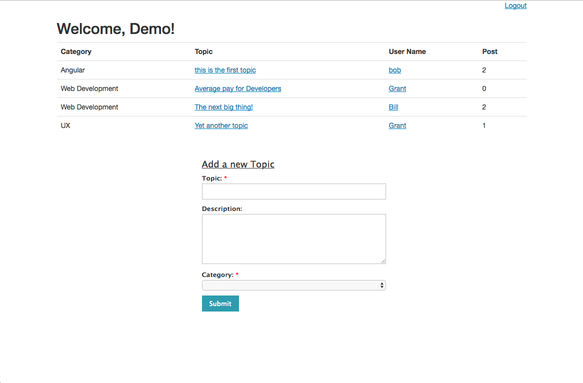 Logout
Welcome, Demo!
Category Topic User Name Post
Angular this is the first topic bob 2
Web Development Average pay for Developers Grant 0
Web Development The next big thing! Bill 2
UX Yet another topic Grant 1
Add a new Topic
Topic: *
Description:
Category: *
Submit